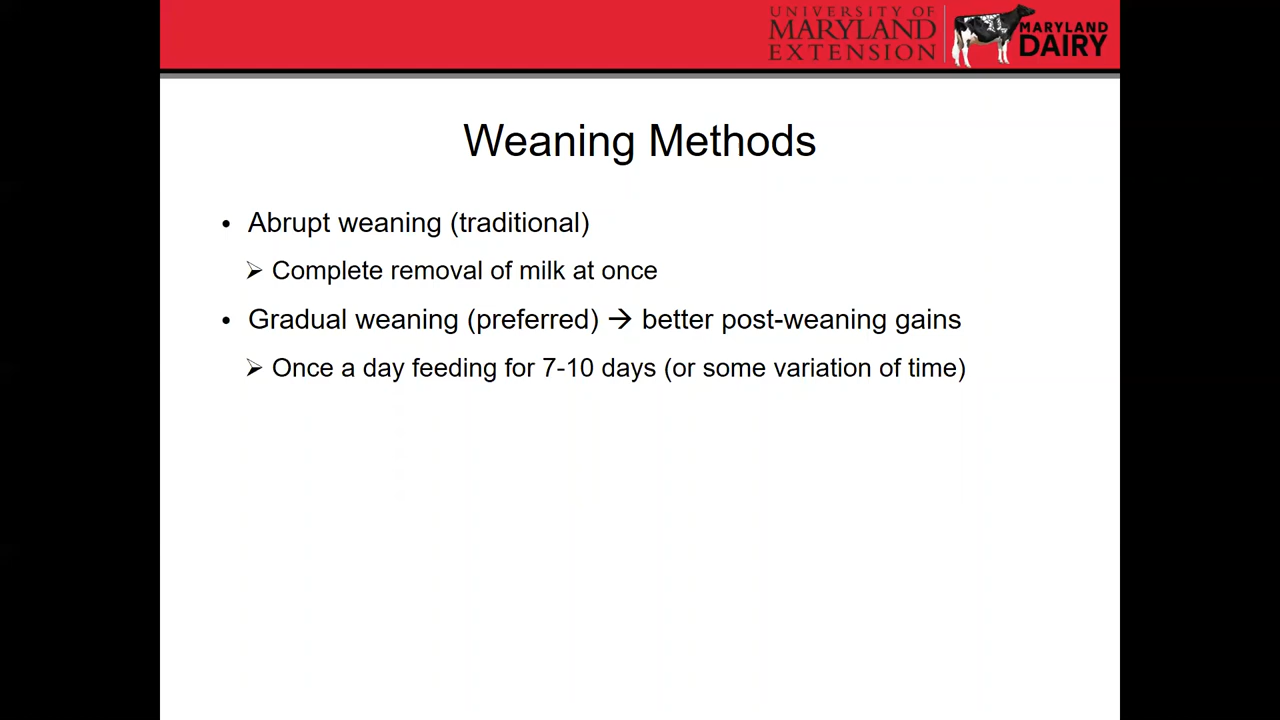 UNIVERSITY OF
MARYLAND
EXTENSION
MARYLAND
DAIRY
Weaning Methods
• Abrupt weaning (traditional)
➢ Complete removal of milk at once
• Gradual weaning (preferred) → better post-weaning gains
➢ Once a day feeding for 7-10 days (or some variation of time)